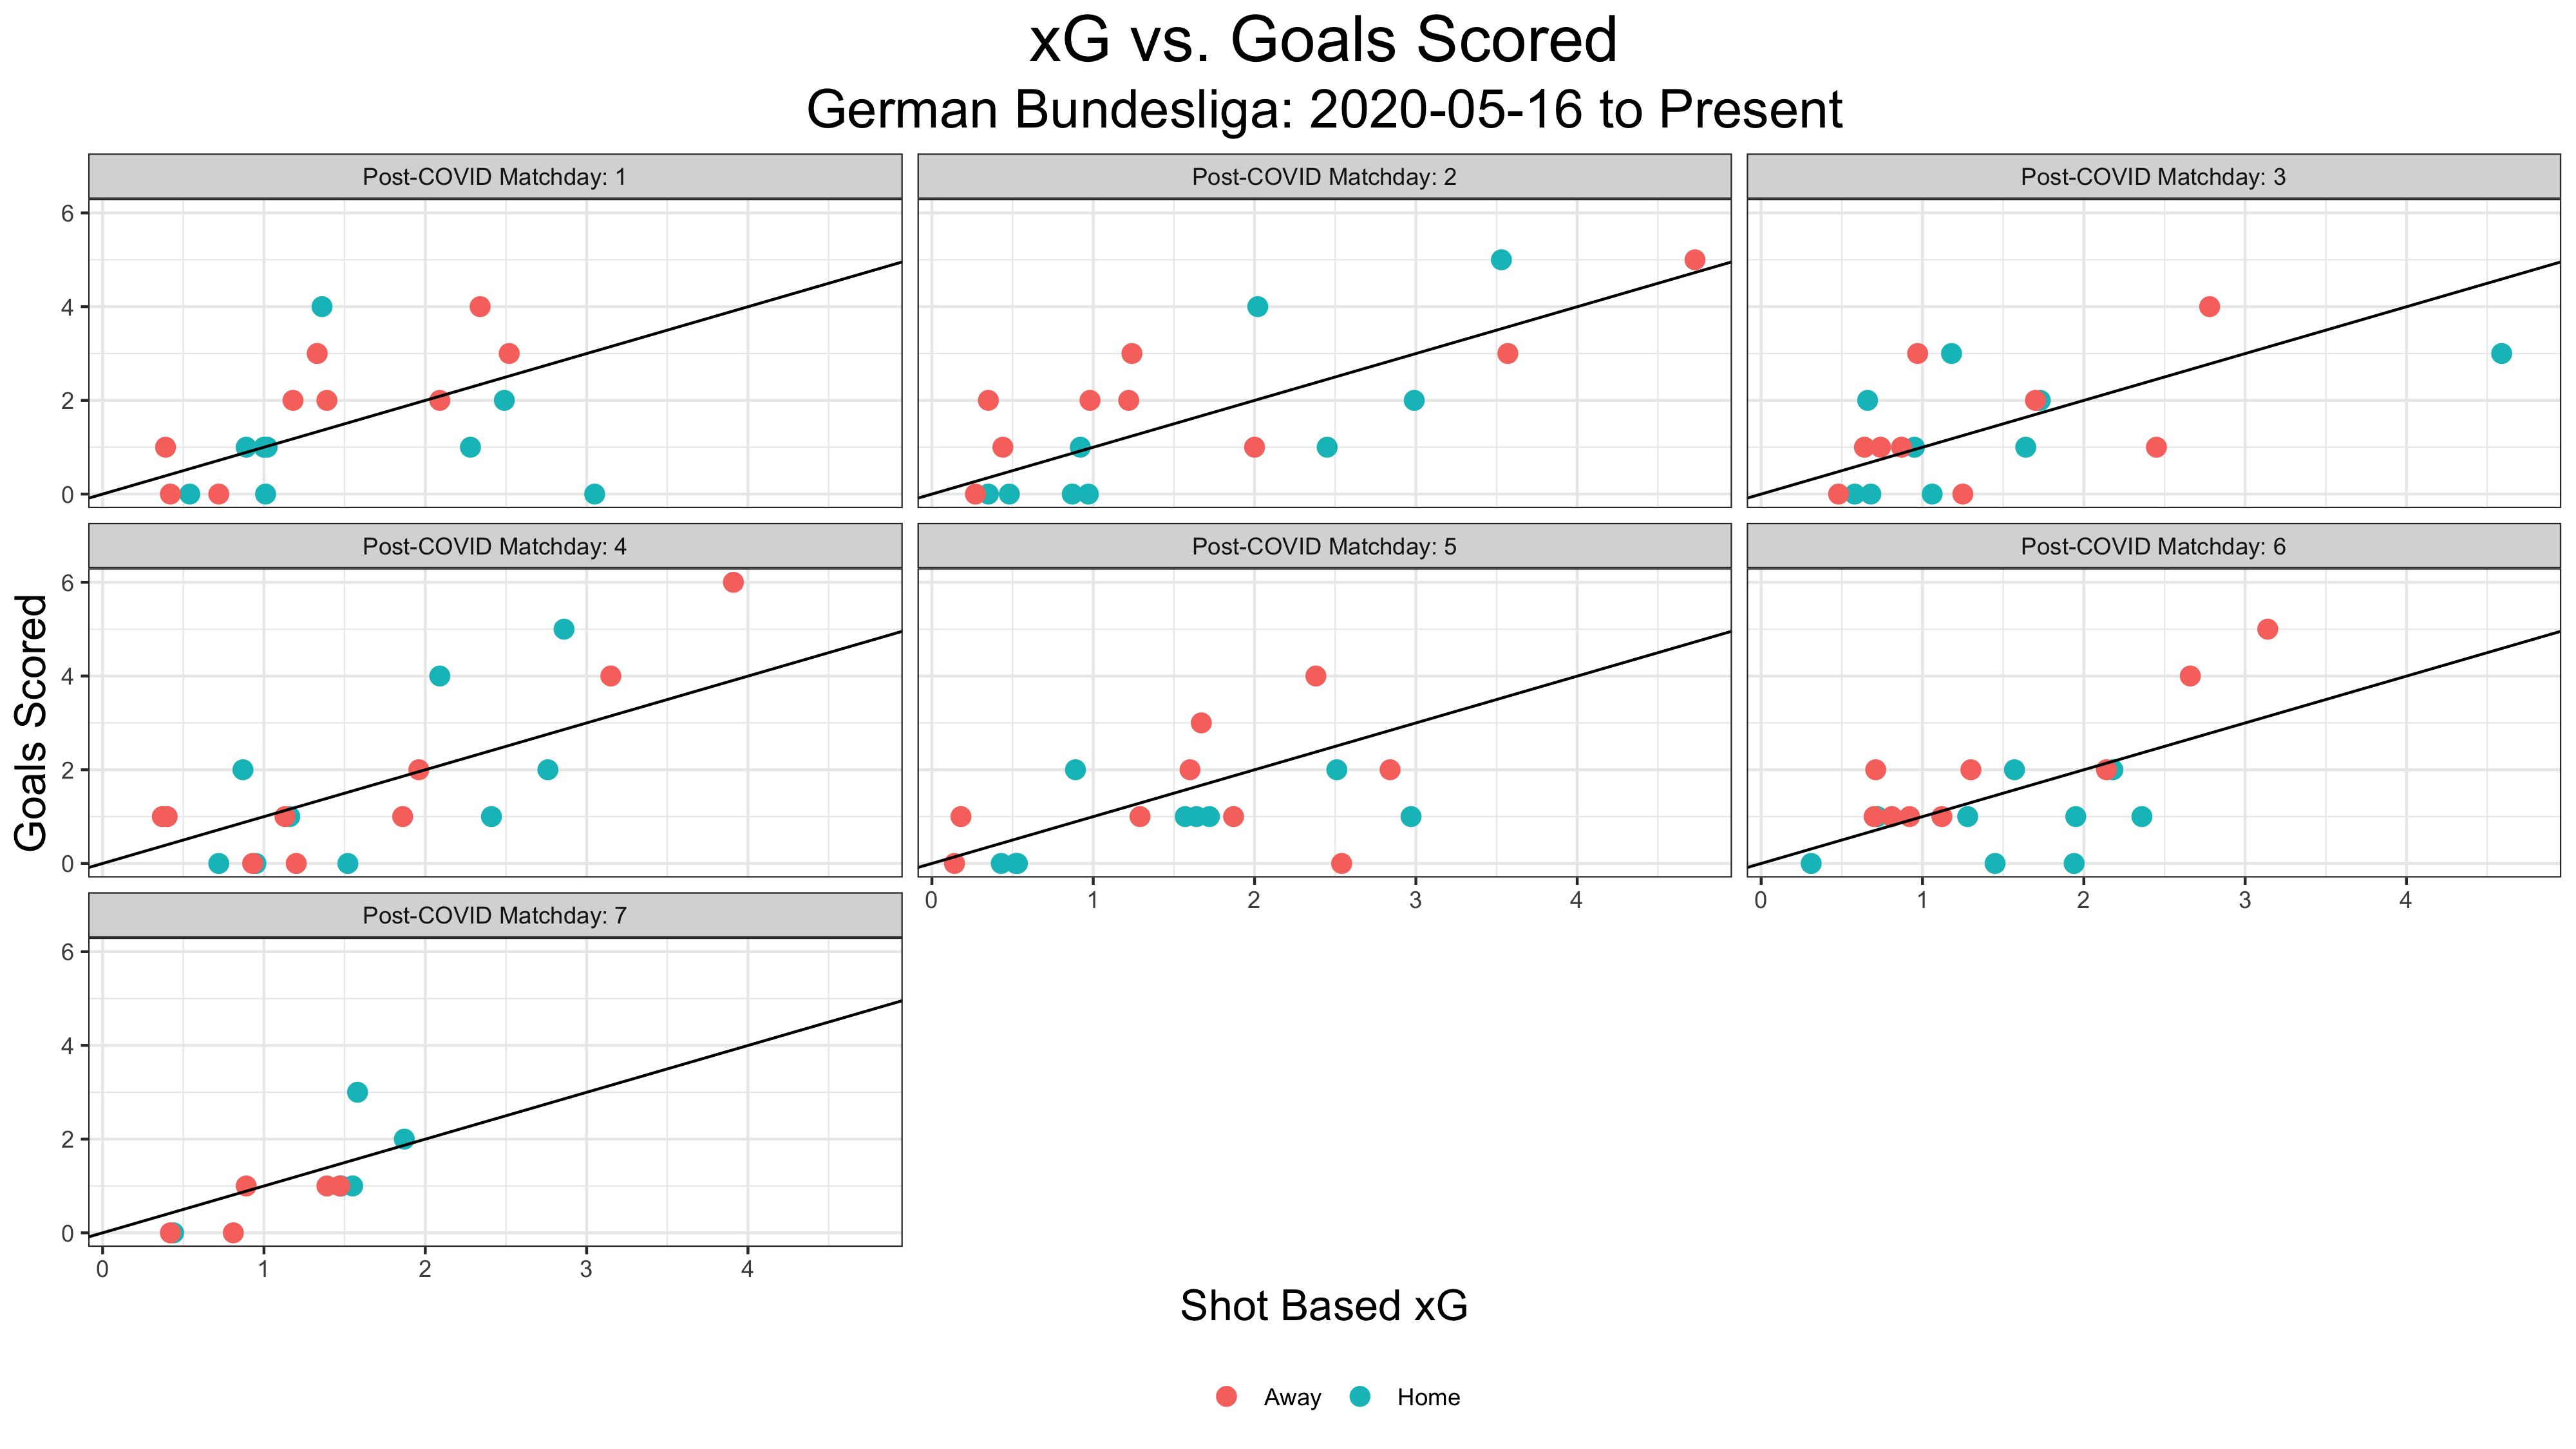 xG vs. Goals Scored
German Bundesliga: 2020-05-16 to Present
Post-COVID Matchday: 1
Post-COVID Matchday: 2
Post-COVID Matchday: 3
6
4
2
0
Post-COVID Matchday: 4
Post-COVID Matchday: 5
Post-COVID Matchday: 6
6
4
2
0
0 1 2 3 4
0 1 2 3 4
Post-COVID Matchday: 7
6
4
2
0
0 1 2 3 4
Goals Scored
Shot Based xG
Away Home